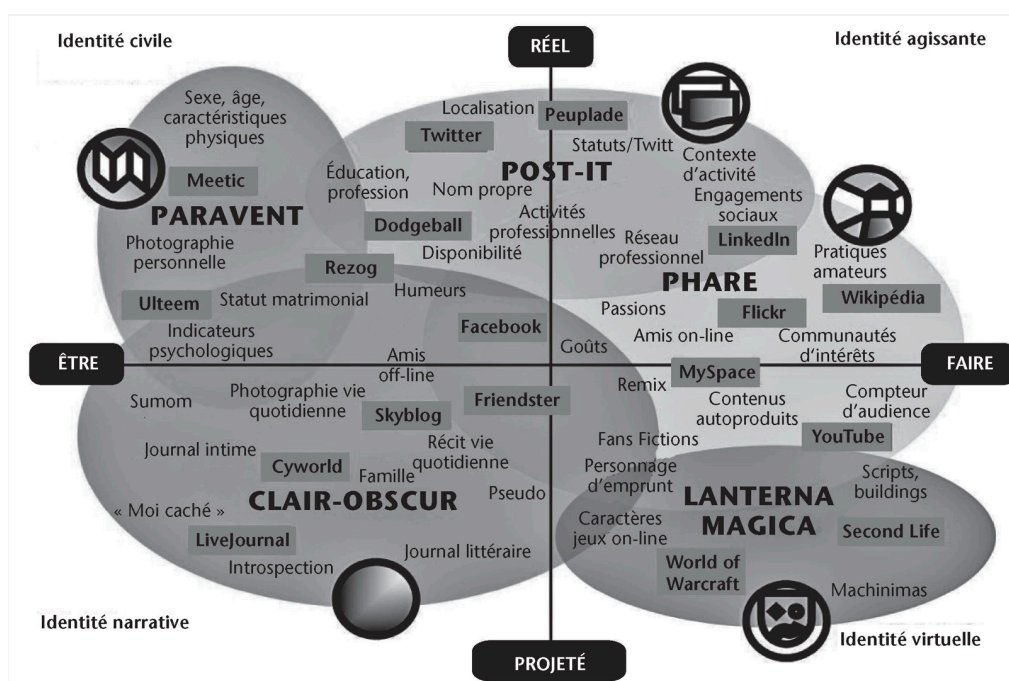 Identité civile
RÉEL
Identité agissante
Sexe, âge,
caractéristiques
physiques
Meetic
PARAVENT
Photographie
personnelle
Ulteem
Indicateurs
psychologiques
Statut matrimonial
Localisation
Twitter
Peuplade
Statuts/Twitt
POST-IT
Éducation,
profession
Nom propre
Dodgeball
Activités
professionnelles
Disponibilité
Rezog
Humeurs
Facebook
Contexte
d’activité
Engagements
sociaux
LinkedIn
Réseau
professionnel
PHARE
Pratiques
amateurs
Wikipédia
Passions
Flickr
Amis on-line
Communautés
d’intérêts
Goûts
ÊTRE
FAIRE
Amis
off-line
Sumom
Photographie vie
quotidienne
Skyblog
Friendster
Journal intime
Cyworld
Famille
Récit vie
quotidienne
CLAIR-OBSCUR
Pseudo
« Moi caché »
LiveJournal
Introspection
Journal littéraire
MySpace
Remix
Contenus
autoproduits
Compteur
d’audience
YouTube
Fans Fictions
Personnage
d’emprunt
LANTERNA
MAGICA
Scripts,
buildings
Caractères
jeux on-line
Second Life
World of
Warcraft
Machinimas
Identité narrative
PROJETÉ
Identité virtuelle